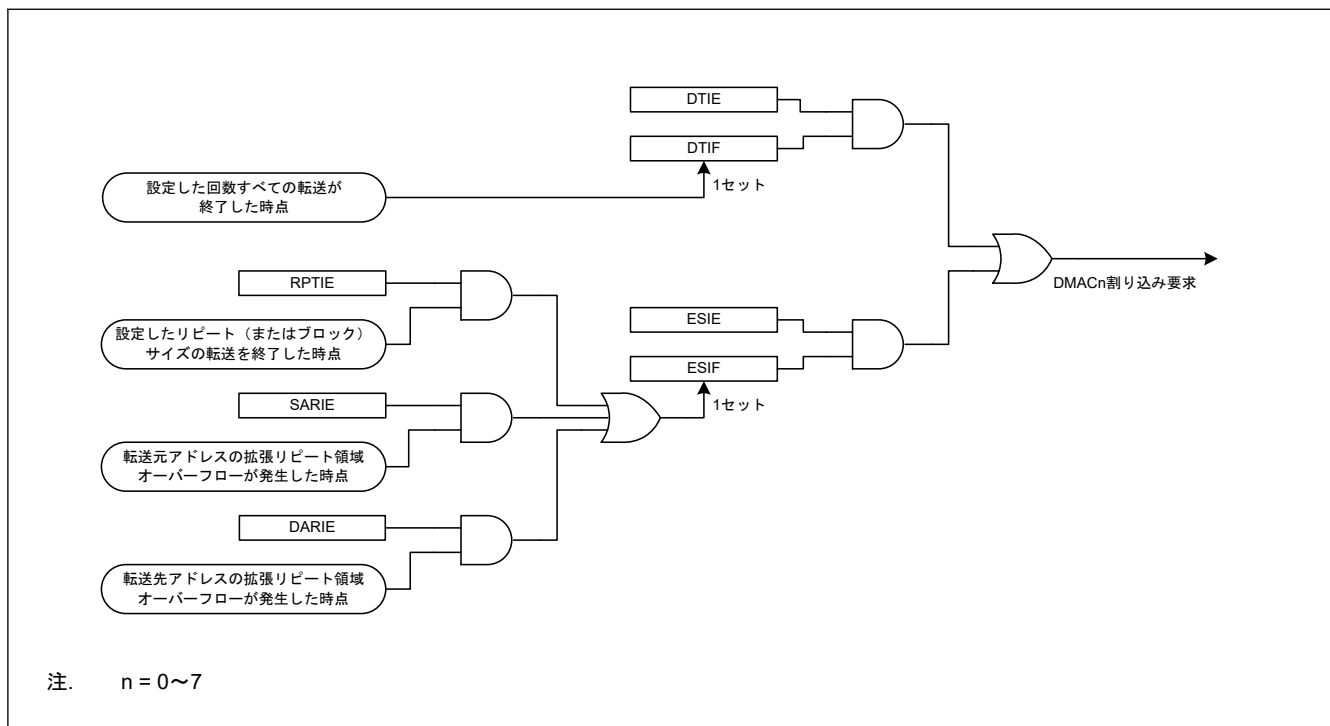 DTIE
DTIF
1セット
設定した回数すべての転送が
終了した時点
RPTIE
設定したリピート（またはブロック）
サイズの転送を終了した時点
SARIE
転送元アドレスの拡張リピート領域
オーバーフローが発生した時点
DARIE
転送先アドレスの拡張リピート領域
オーバーフローが発生した時点
ESIE
ESIF
1セット
DMACn割り込み要求
注. n = 0～7